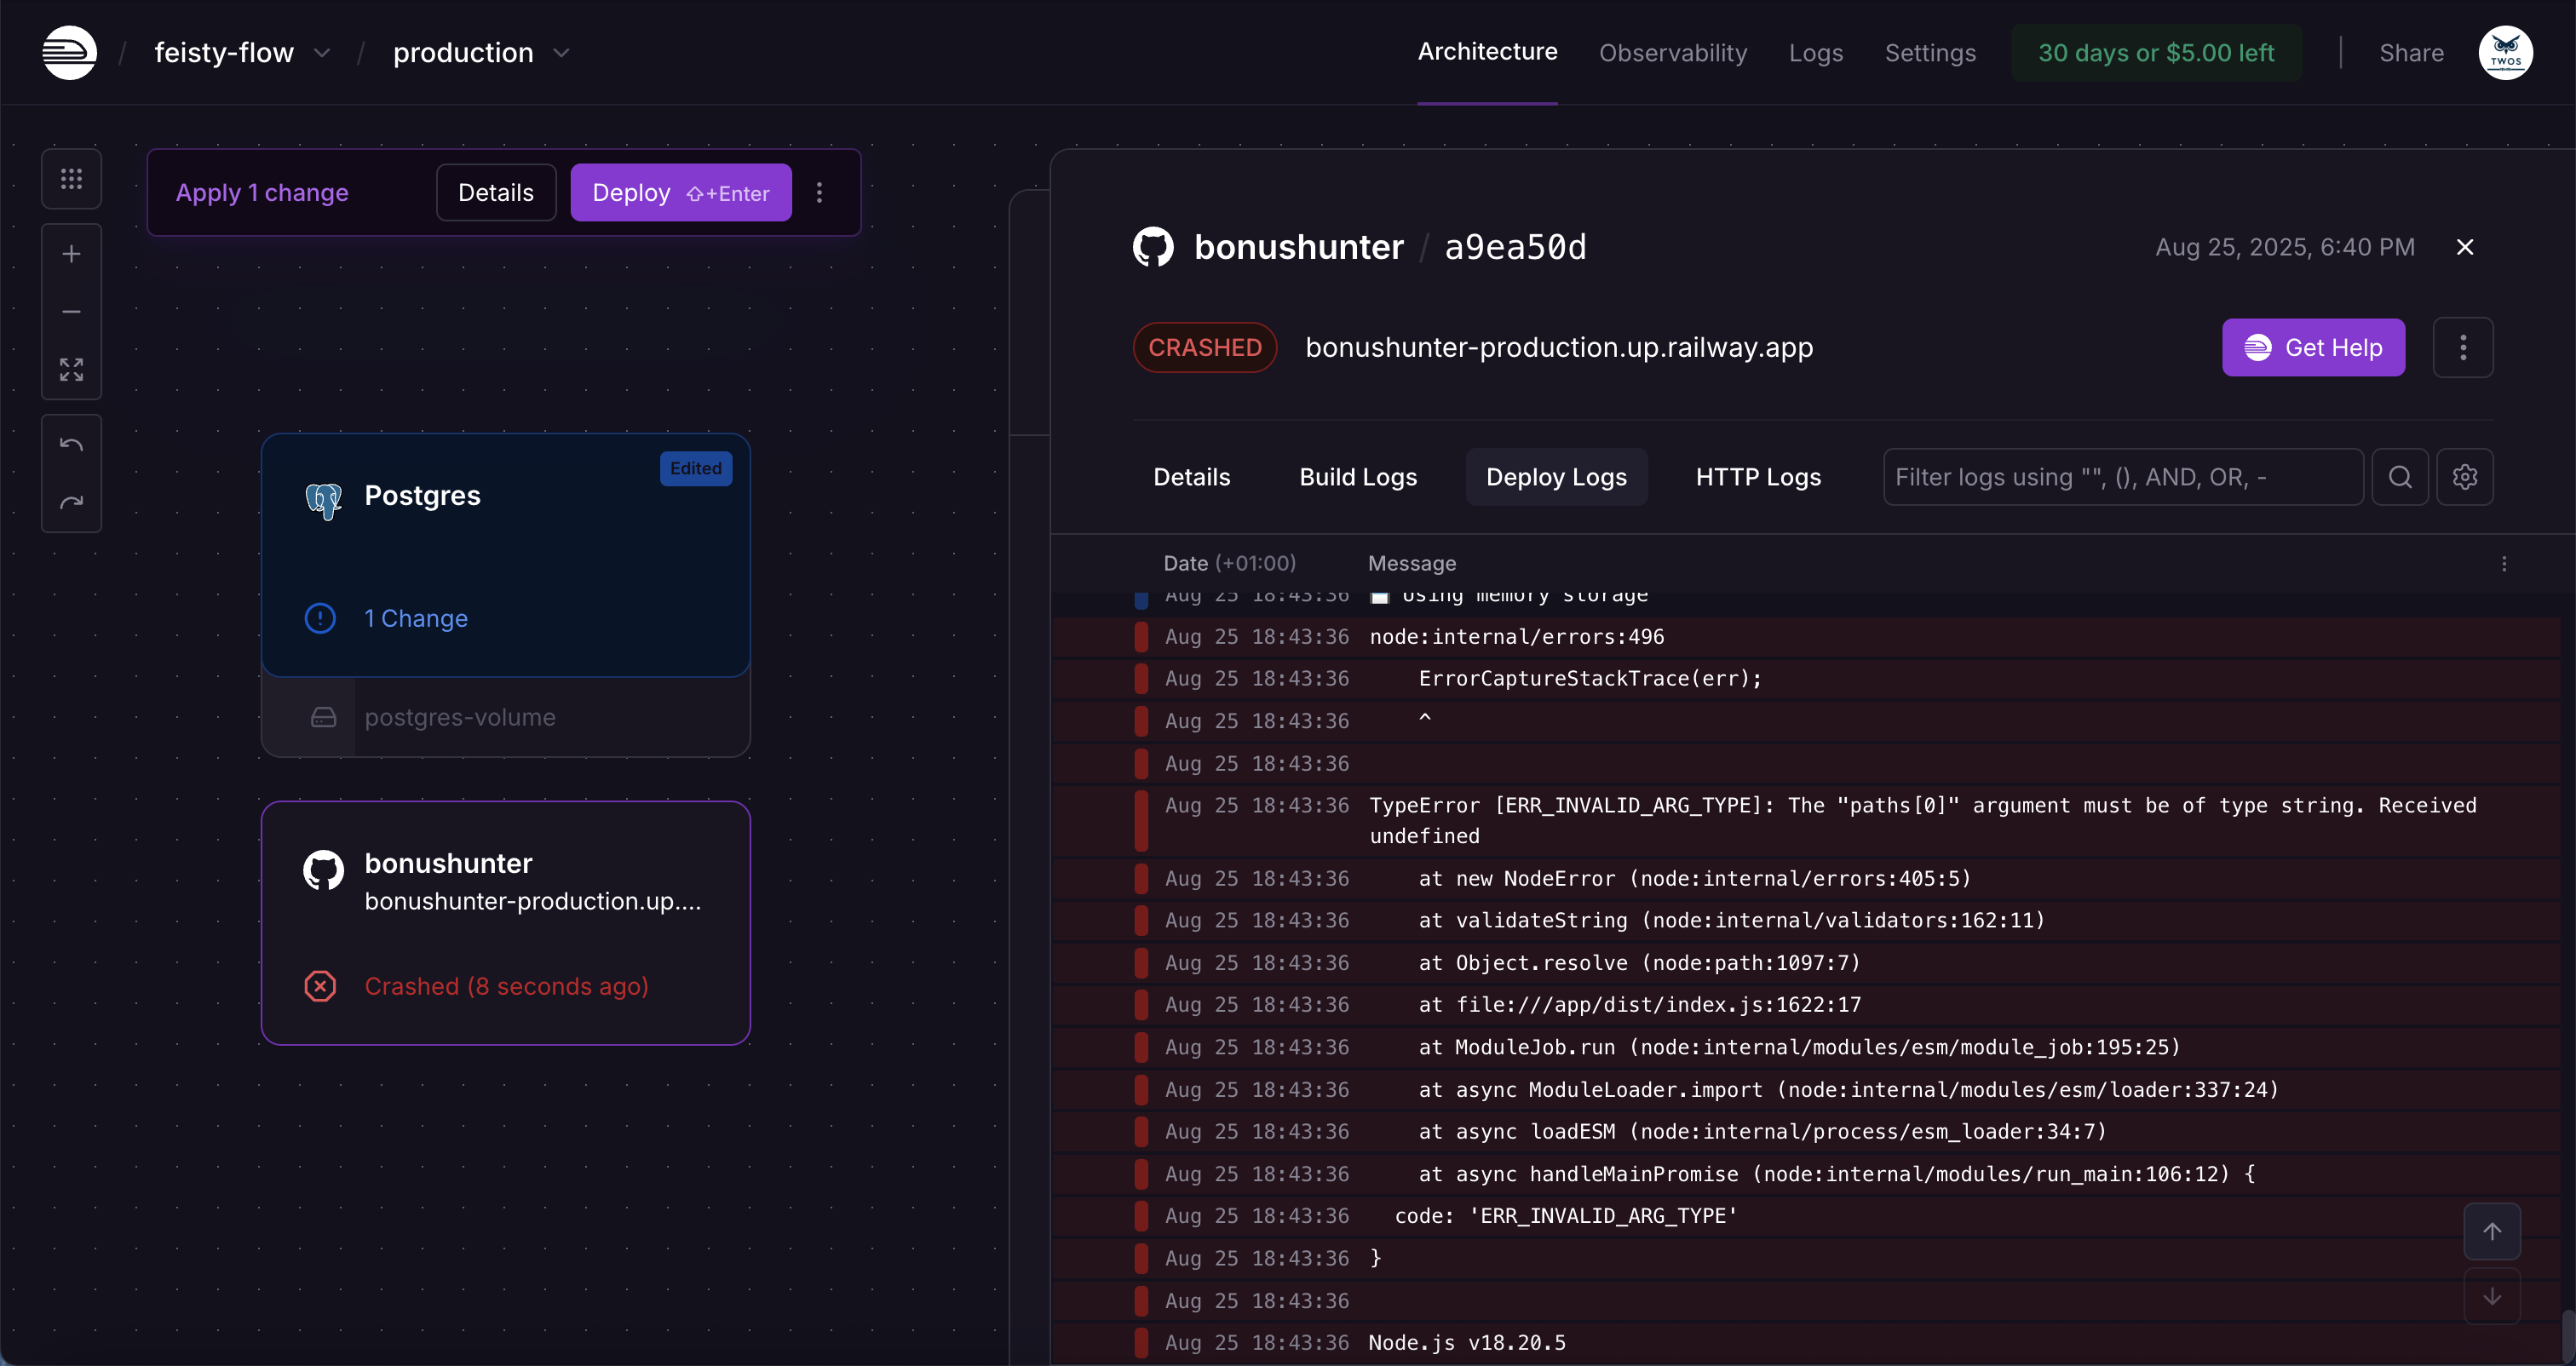 / feisty-flow / production
Architecture Observability Logs Settings 30 days or $5.00 left Share
TWOS
Apply 1 change Details Deploy ⇧+Enter
bonushunter / a9ea50d Aug 25, 2025, 6:40 PM
CRASHED bonushunter-production.up.railway.app Get Help
Edited
Postgres
1 Change
postgres-volume
bonushunter
bonushunter-production.up....
Crashed (8 seconds ago)
Details Build Logs Deploy Logs HTTP Logs Filter logs using "", (), AND, OR, -
Date (+01:00) Message
Aug 25 18:43:36 Using memory storage
Aug 25 18:43:36 node:internal/errors:496
Aug 25 18:43:36 ErrorCaptureStackTrace(err);
Aug 25 18:43:36 ^
Aug 25 18:43:36
Aug 25 18:43:36 TypeError [ERR_INVALID_ARG_TYPE]: The "paths[0]" argument must be of type string. Received
undefined
Aug 25 18:43:36 at new NodeError (node:internal/errors:405:5)
Aug 25 18:43:36 at validateString (node:internal/validators:162:11)
Aug 25 18:43:36 at Object.resolve (node:path:1097:7)
Aug 25 18:43:36 at file:///app/dist/index.js:1622:17
Aug 25 18:43:36 at ModuleJob.run (node:internal/modules/esm/module_job:195:25)
Aug 25 18:43:36 at async ModuleLoader.import (node:internal/modules/esm/loader:337:24)
Aug 25 18:43:36 at async loadESM (node:internal/process/esm_loader:34:7)
Aug 25 18:43:36 at async handleMainPromise (node:internal/modules/run_main:106:12) {
Aug 25 18:43:36 code: 'ERR_INVALID_ARG_TYPE'
Aug 25 18:43:36 }
Aug 25 18:43:36
Aug 25 18:43:36 Node.js v18.20.5